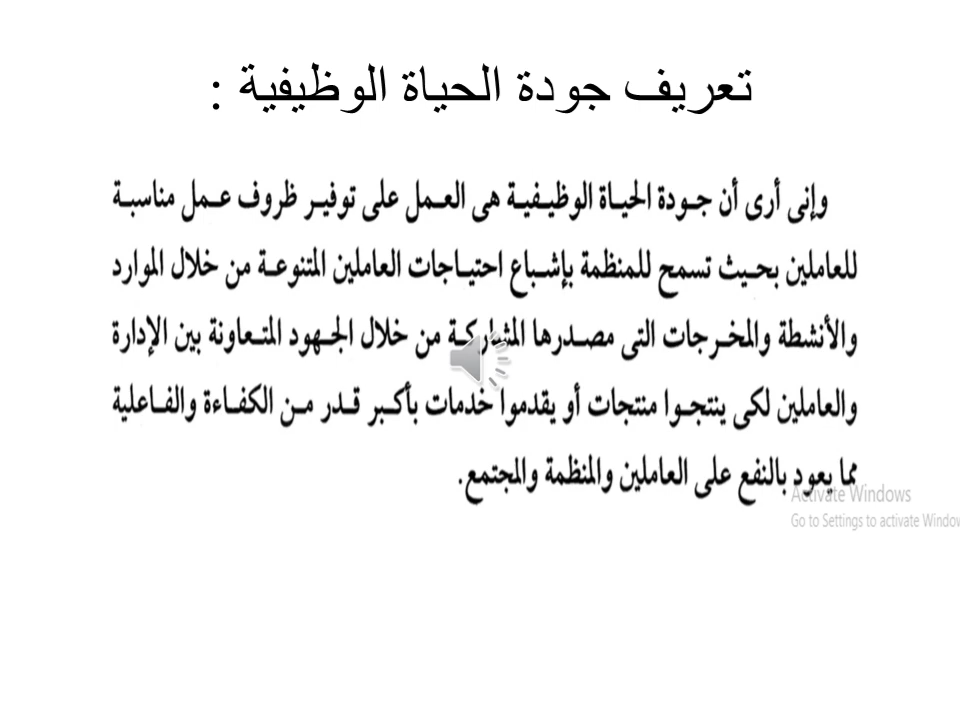 تعريف جودة الحياة الوظيفية :
وإنى أرى أن جودة الحياة الوظيفية هى العمل على توفير ظروف عمل مناسبة
للعاملين بحيث تسمح للمنظمة بإشباع احتياجات العاملين المتنوعة من خلال الموارد
والأنشطة والمخرجات التى مصدرها المشاركة من خلال الجهود المتعاونة بين الإدارة
والعاملين لكى ينتجوا منتجات أو يقدموا خدمات بأكبر قدر من الكفاءة والفاعلية
مما يعود بالنفع على العاملين والمنظمة والمجتمع.
Activate Windows
Go to Settings to activate Window